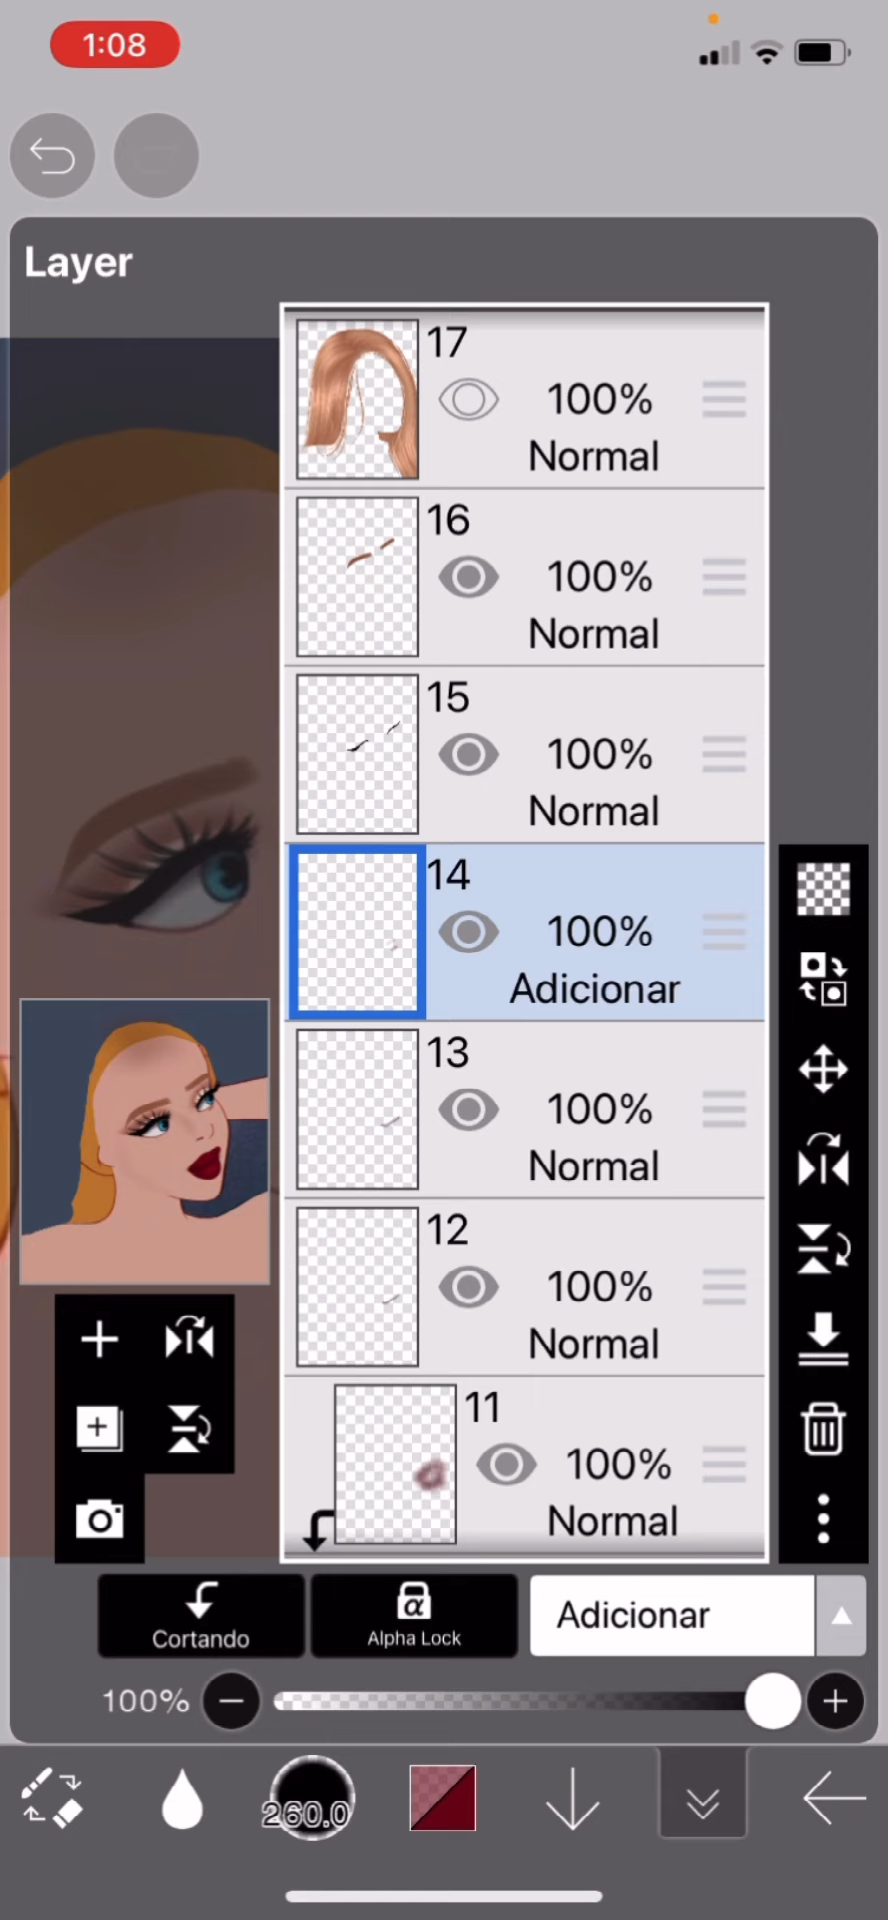 1:08
Layer
17
100%
Normal
16
100%
Normal
15
100%
Normal
14
100%
Adicionar
13
100%
Normal
12
100%
Normal
11
100%
Normal
Cortando
α
Alpha Lock
Adicionar
100%
260.0